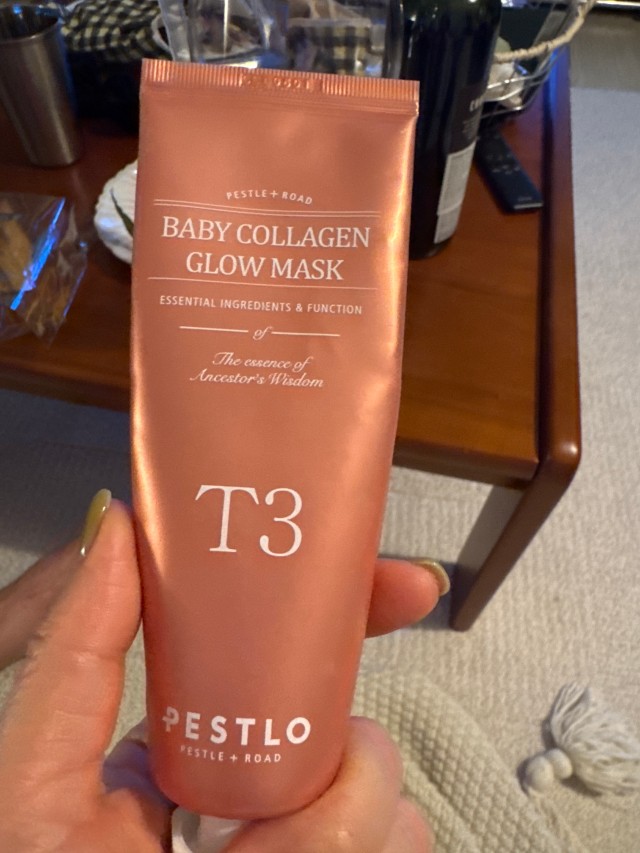 PESTLE + ROAD
BABY COLLAGEN
GLOW MASK
ESSENTIAL INGREDIENTS & FUNCTION
of
The essence of
Ancestor's Wisdom
T3
PESTLO
PESTLE + ROAD